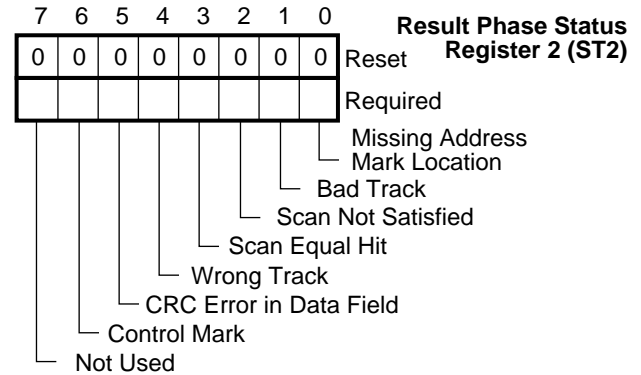 7 6 5 4 3 2 1 0
Result Phase Status
Register 2 (ST2)
0 0 0 0 0 0 0 0 Reset
Required
Missing Address
Mark Location
Bad Track
Scan Not Satisfied
Scan Equal Hit
Wrong Track
CRC Error in Data Field
Control Mark
Not Used